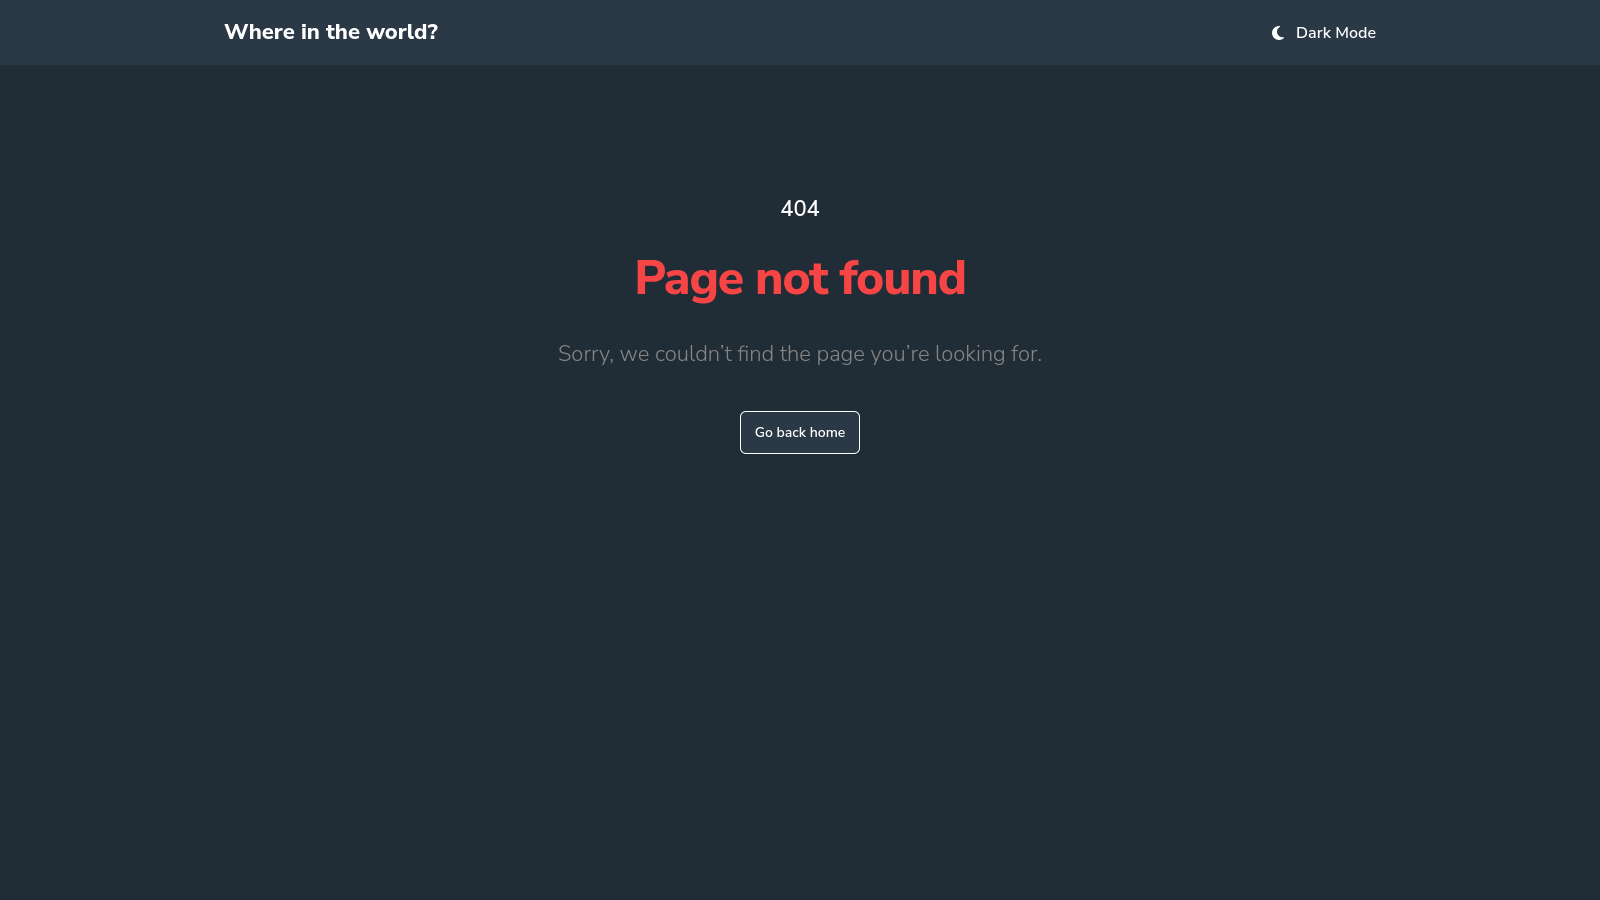 Where in the world?
Dark Mode
404
Page not found
Sorry, we couldn’t find the page you’re looking for.
Go back home